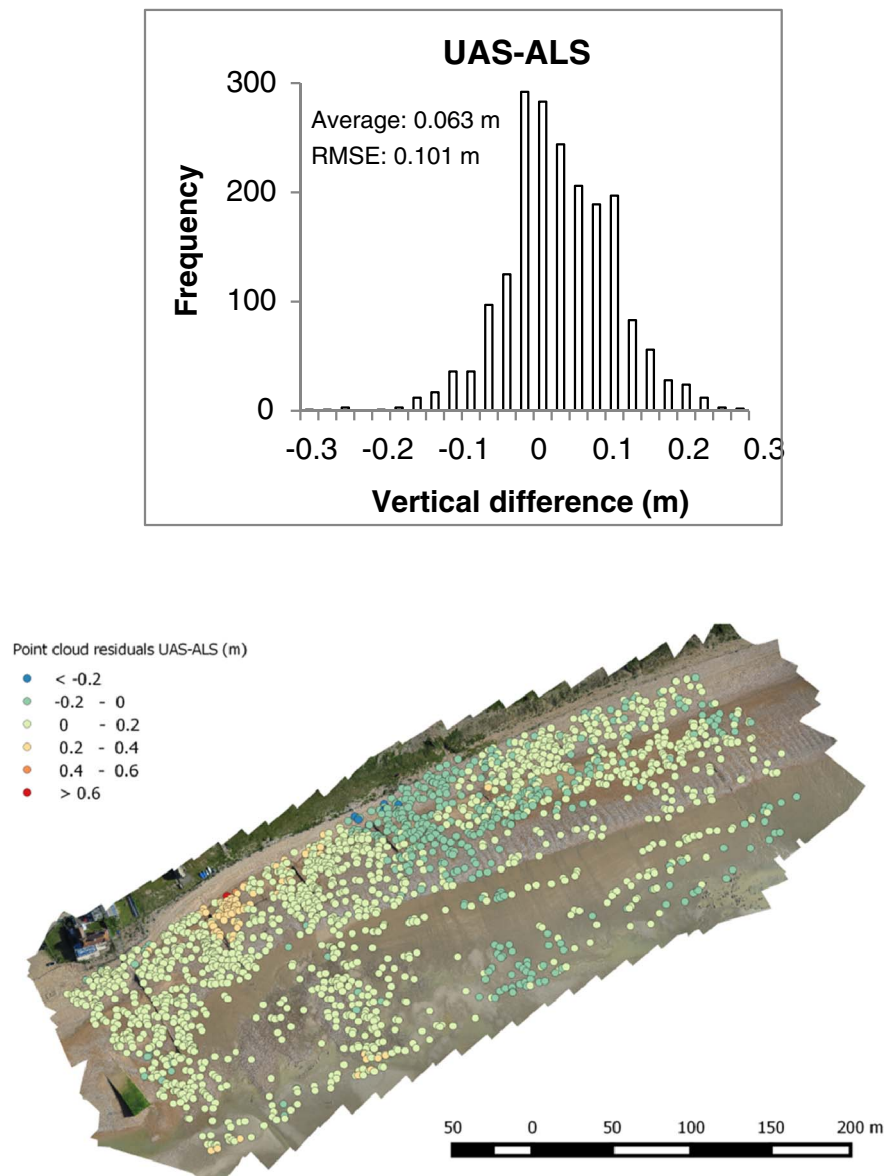 UAS-ALS
300
200
100
0
Frequency
Average: 0.063 m
RMSE: 0.101 m
-0.3 -0.2 -0.1 0 0.1 0.2 0.3
Vertical difference (m)
Point cloud residuals UAS-ALS (m)
< -0.2
-0.2 - 0
0 - 0.2
0.2 - 0.4
0.4 - 0.6
> 0.6
50 0 50 100 150 200 m